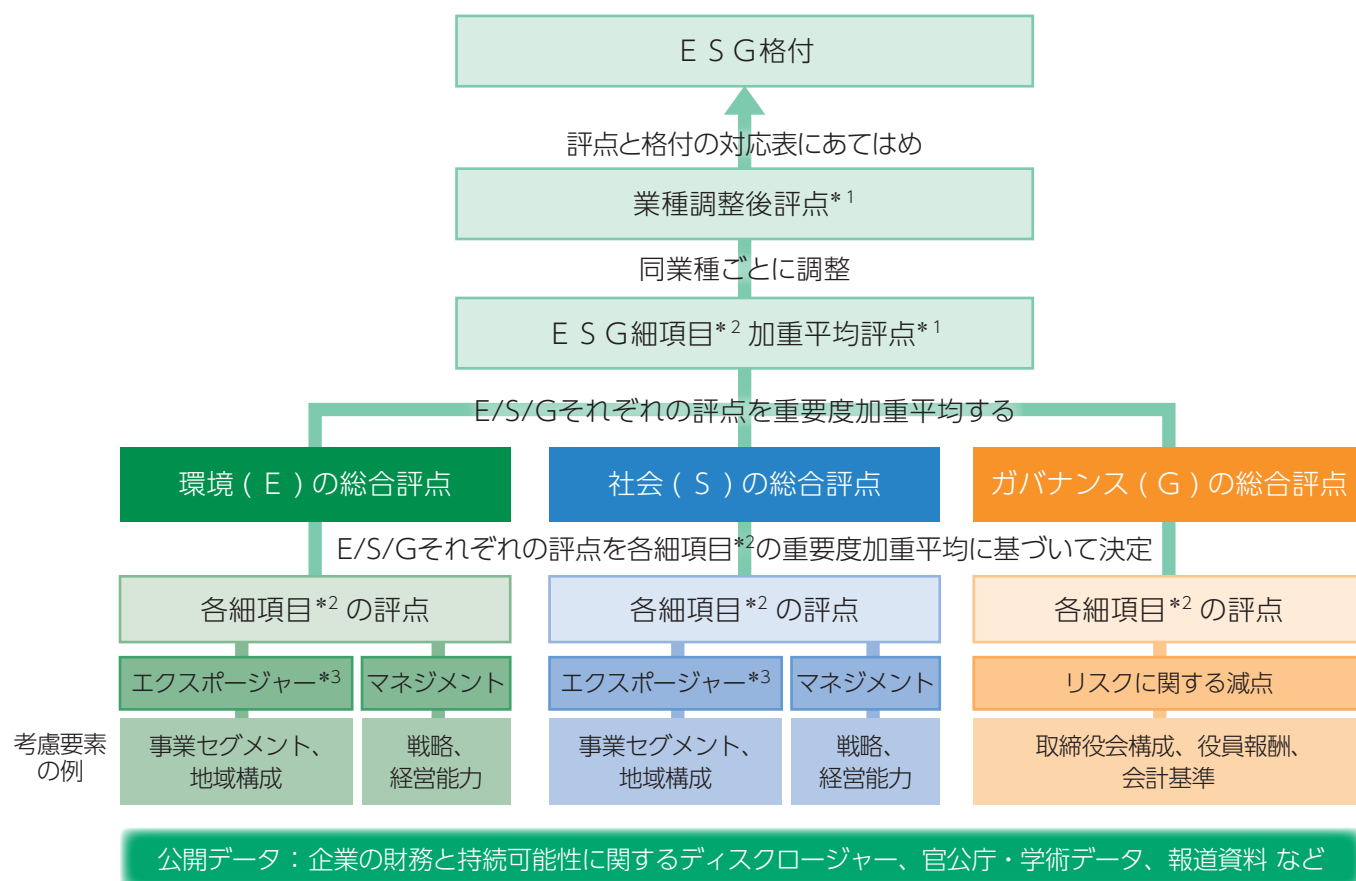 ESG格付
評点と格付の対応表にあてはめ
業種調整後評点*1
同業種ごとに調整
ESG細項目*2 加重平均評点*1
E/S/Gそれぞれの評点を重要度加重平均する
環境(E)の総合評点
社会(S)の総合評点
ガバナンス(G)の総合評点
E/S/Gそれぞれの評点を各細項目*2の重要度加重平均に基づいて決定
各細項目*2 の評点
各細項目*2 の評点
各細項目*2 の評点
エクスポージャー*3
マネジメント
エクスポージャー*3
マネジメント
リスクに関する減点
考慮要素
の例
事業セグメント、
地域構成
戦略、
経営能力
事業セグメント、
地域構成
戦略、
経営能力
取締役会構成、役員報酬、
会計基準
公開データ：企業の財務と持続可能性に関するディスクロージャー、官公庁・学術データ、報道資料 など